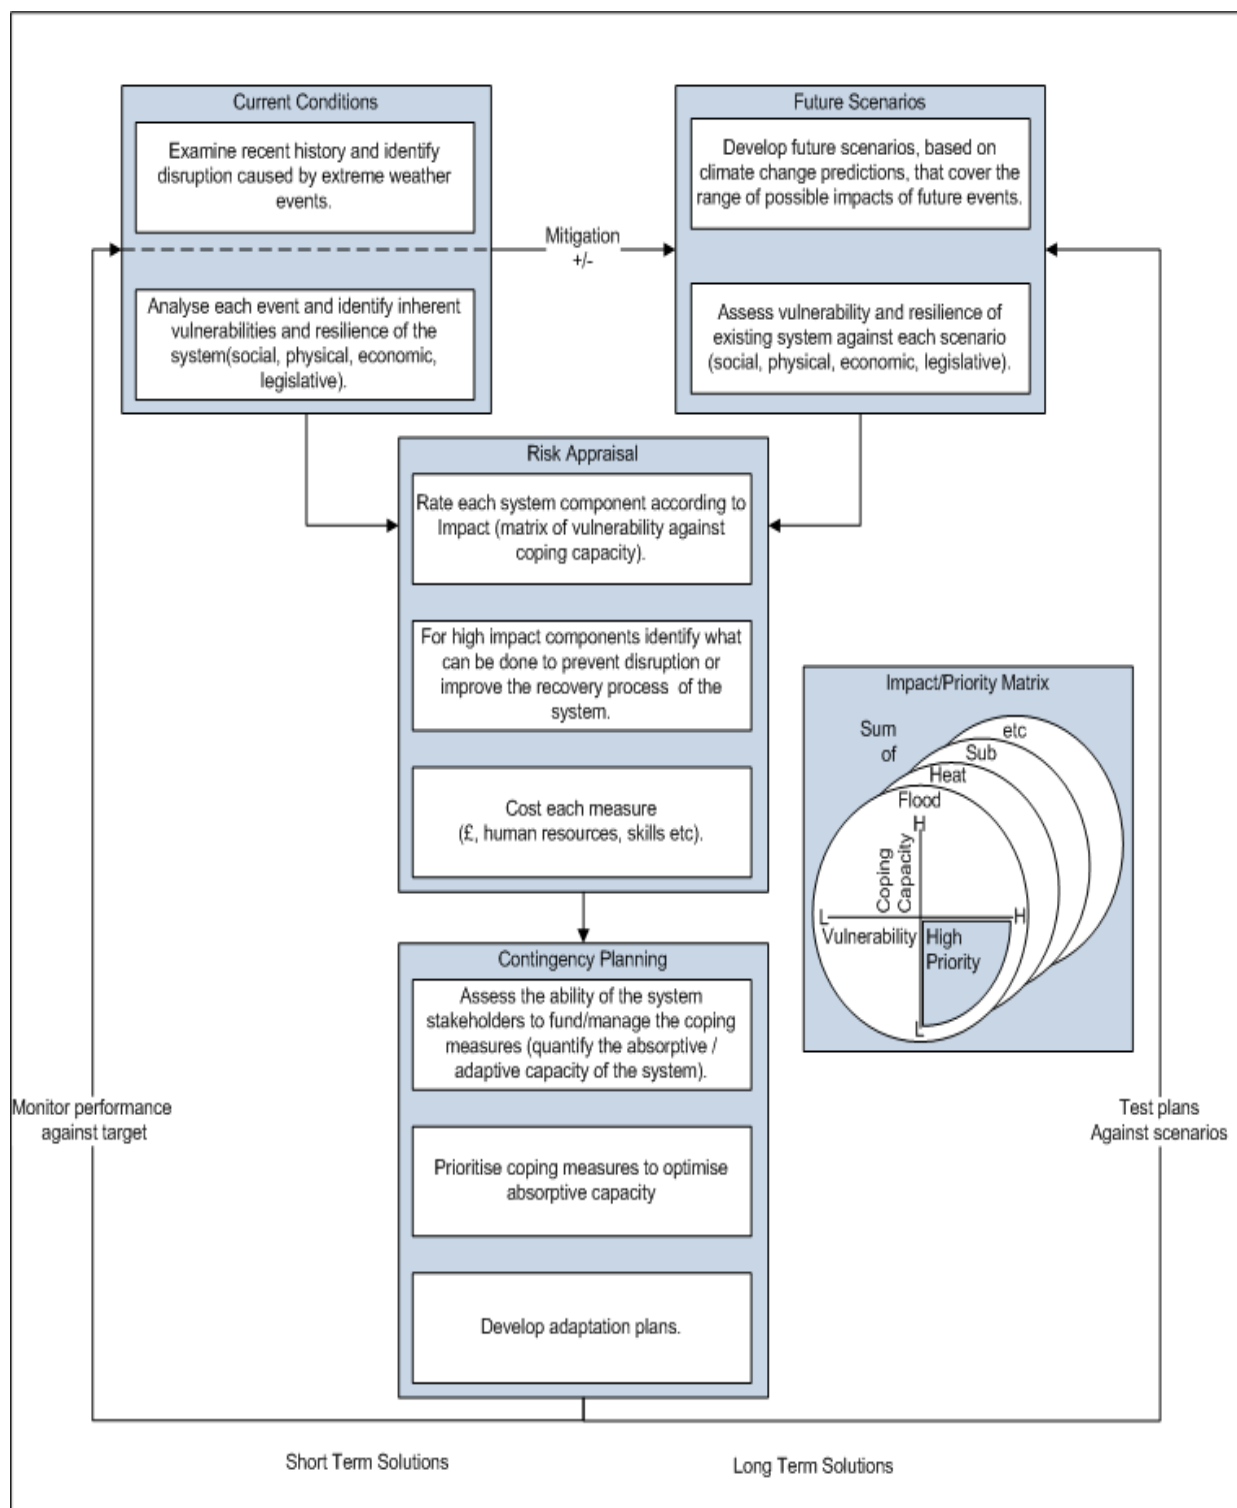 Current Conditions
Examine recent history and identify
disruption caused by extreme weather
events.
Analyse each event and identify inherent
vulnerabilities and resilience of the
system(social, physical, economic,
legislative).
Mitigation
+/-
Future Scenarios
Develop future scenarios, based on
climate change predictions, that cover the
range of possible impacts of future events.
Assess vulnerability and resilience of
existing system against each scenario
(social, physical, economic, legislative).
Risk Appraisal
Rate each system component according to
Impact (matrix of vulnerability against
coping capacity).
For high impact components identify what
can be done to prevent disruption or
improve the recovery process of the
system.
Cost each measure
(£, human resources, skills etc).
Impact/Priority Matrix
Sum
of
etc
Sub
Heat
Flood
H
Coping
Capacity
L
H
Vulnerability
High
Priority
L
Contingency Planning
Assess the ability of the system
stakeholders to fund/manage the coping
measures (quantify the absorptive /
adaptive capacity of the system).
Prioritise coping measures to optimise
absorptive capacity
Develop adaptation plans.
Monitor performance
against target
Test plans
Against scenarios
Short Term Solutions
Long Term Solutions